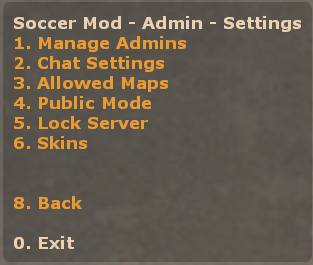 Soccer Mod - Admin - Settings
1. Manage Admins
2. Chat Settings
3. Allowed Maps
4. Public Mode
5. Lock Server
6. Skins
8. Back
0. Exit